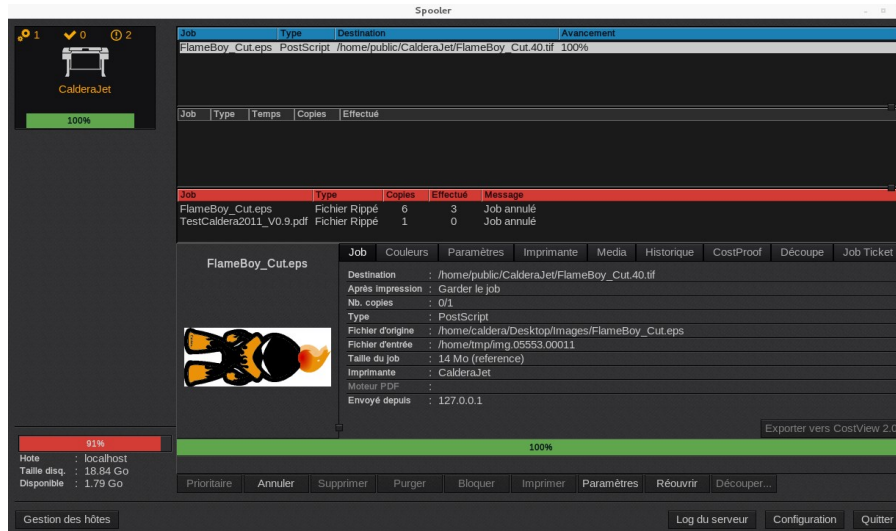 Spooler
1 0 2
CalderaJet
100%
Job Type Destination Avancement
FlameBoy_Cut.eps PostScript /home/public/CalderaJet/FlameBoy_Cut.40.tif 100%
Job Type Temps Copies Effectué
Job Type Copies Effectué Message
FlameBoy_Cut.eps Fichier Rippé 6 3 Job annulé
TestCaldera2011_V0.9.pdf Fichier Rippé 1 0 Job annulé
FlameBoy_Cut.eps
Job Couleurs Paramètres Imprimante Media Historique CostProof Découpe Job Ticket
Destination : /home/public/CalderaJet/FlameBoy_Cut.40.tif
Après impression : Garder le job
Nb. copies : 0/1
Type : PostScript
Fichier d'origine : /home/caldera/Desktop/Images/FlameBoy_Cut.eps
Fichier d'entrée : /home/tmp/img.05553.00011
Taille du job : 14 Mo (reference)
Imprimante : CalderaJet
Moteur PDF :
Envoyé depuis : 127.0.0.1
Exporter vers CostView 2.0
100%
91%
Hote : localhost
Taille disq. : 18.84 Go
Disponible : 1.79 Go
Prioritaire Annuler Supprimer Purger Bloquer Imprimer Paramètres Réouvrir Découper...
Gestion des hôtes Log du serveur Configuration Quitter